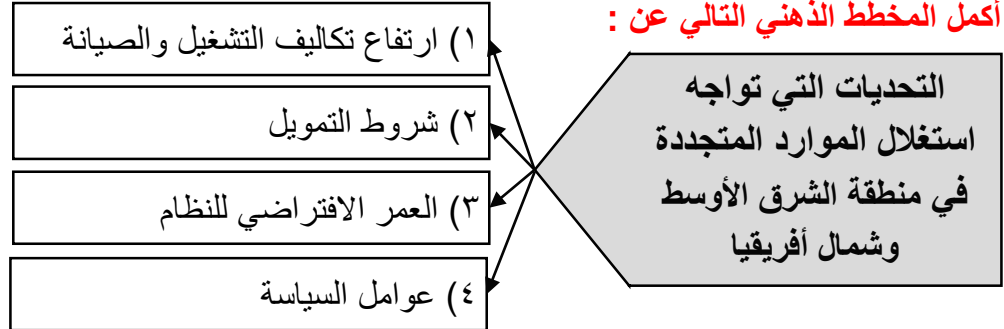 أكمل المخطط الذهني التالي عن :
التحديات التي تواجه
استغلال الموارد المتجددة
في منطقة الشرق الأوسط
وشمال أفريقيا
١) ارتفاع تكاليف التشغيل والصيانة
٢) شروط التمويل
٣) العمر الافتراضي للنظام
٤) عوامل السياسة